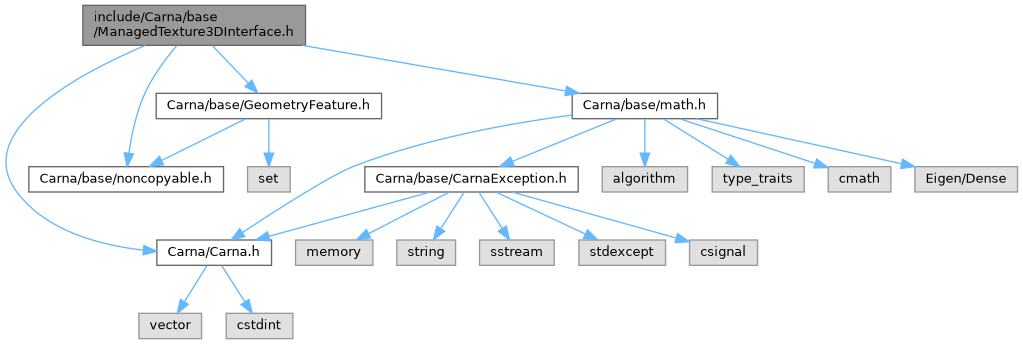 include/Carna/base
/ManagedTexture3DInterface.h
Carna/base/GeometryFeature.h
Carna/base/math.h
Carna/base/noncopyable.h
set
Carna/base/CarnaException.h
algorithm
type_traits
cmath
Eigen/Dense
Carna/Carna.h
memory
string
sstream
stdexcept
csignal
vector
cstdint